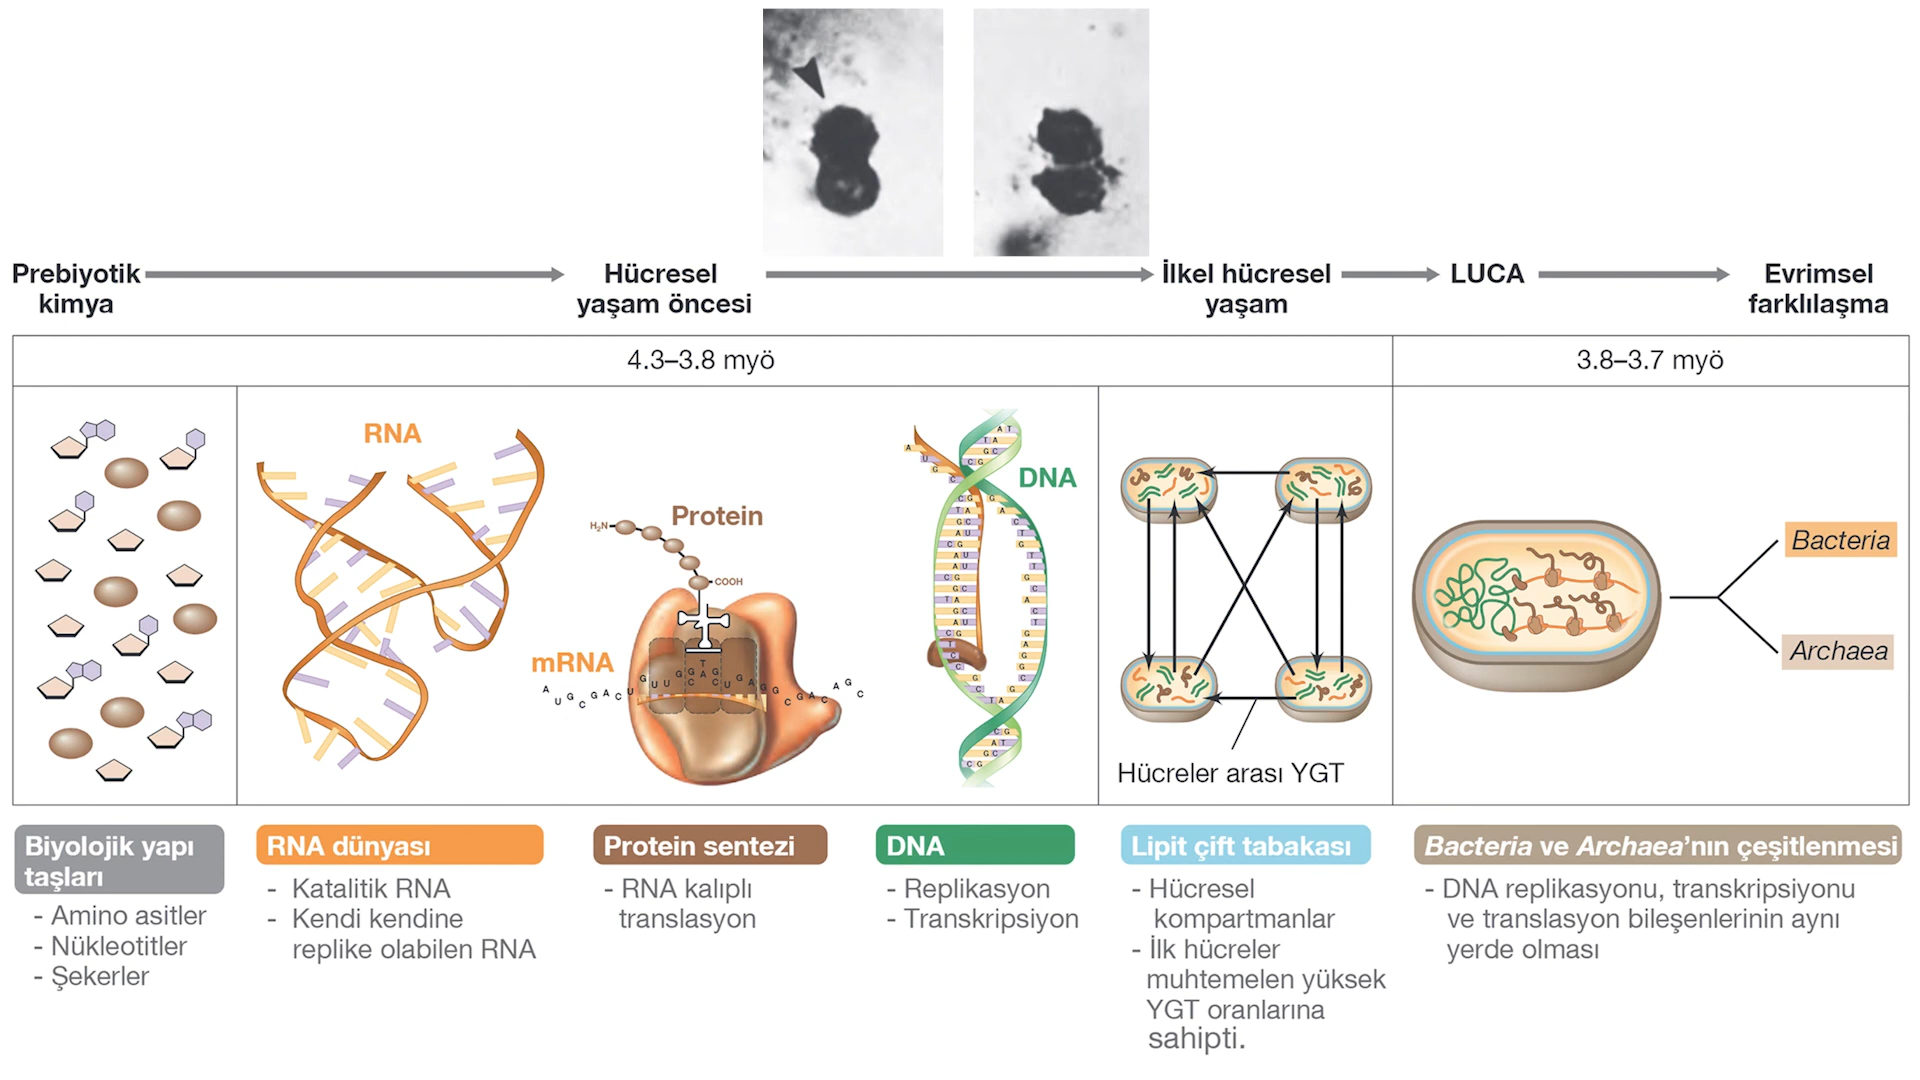 Prebiyotik
kimya
Hücresel
yaşam öncesi
İlkel hücresel
yaşam
LUCA
Evrimsel
farklılaşma
4.3–3.8 myö
3.8–3.7 myö
RNA
Protein
H₂N
COOH
mRNA
DNA
Hücreler arası YGT
Bacteria
Archaea
Biyolojik yapı
taşları
- Amino asitler
- Nükleotitler
- Şekerler
RNA dünyası
- Katalitik RNA
- Kendi kendine
replike olabilen RNA
Protein sentezi
- RNA kalıplı
translasyon
DNA
- Replikasyon
- Transkripsiyon
Lipit çift tabakası
- Hücresel
kompartmanlar
- İlk hücreler
muhtemelen yüksek
YGT oranlarına
sahipti.
Bacteria ve Archaea’nın çeşitlenmesi
- DNA replikasyonu, transkripsiyonu
ve translasyon bileşenlerinin aynı
yerde olması